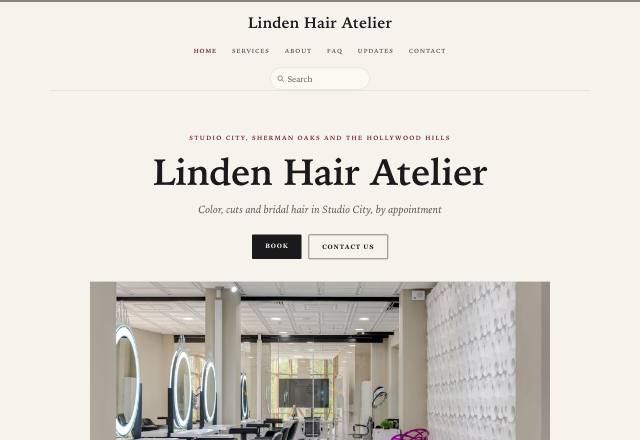 Linden Hair Atelier
HOME SERVICES ABOUT FAQ UPDATES CONTACT
Search
STUDIO CITY, SHERMAN OAKS AND THE HOLLYWOOD HILLS
Linden Hair Atelier
Color, cuts and bridal hair in Studio City, by appointment
BOOK CONTACT US